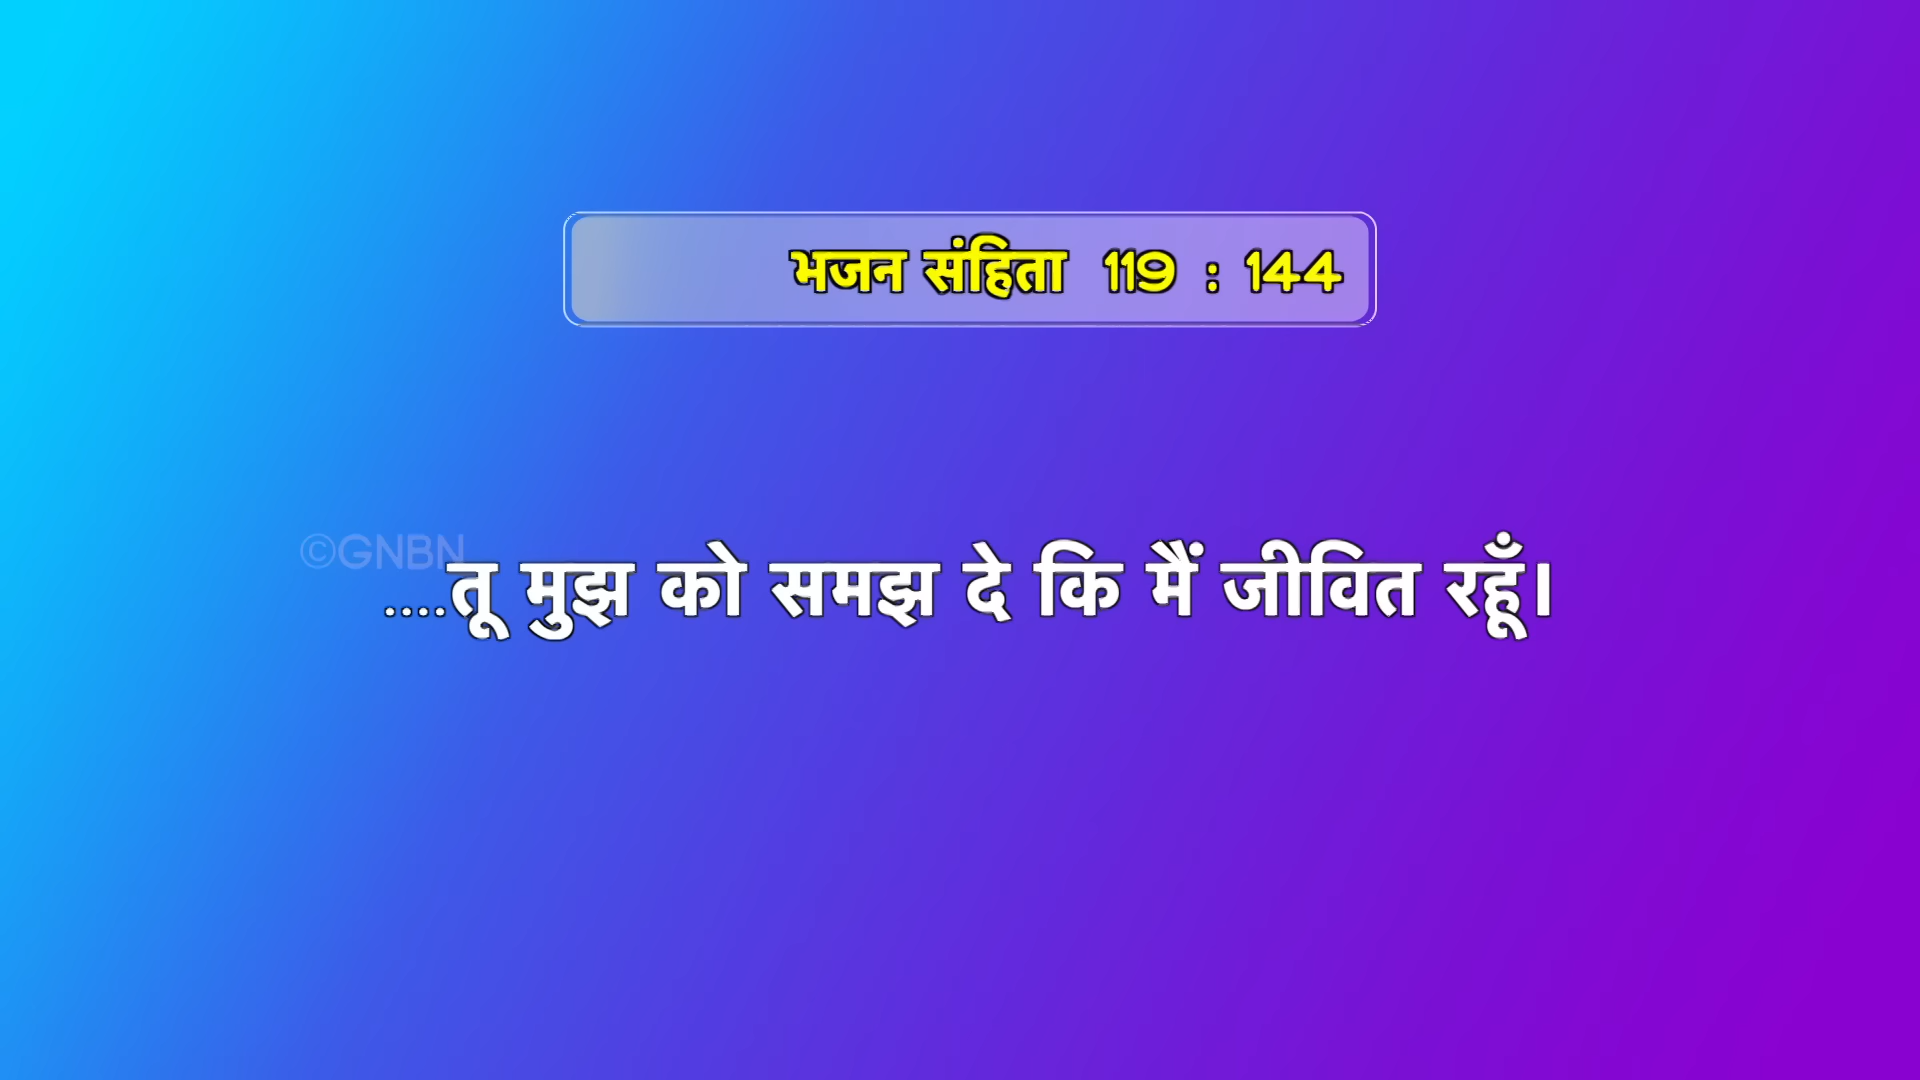 भजन संहिता 119 : 144
©GNBN
....तू मुझ को समझ दे कि मैं जीवित रहूँ।